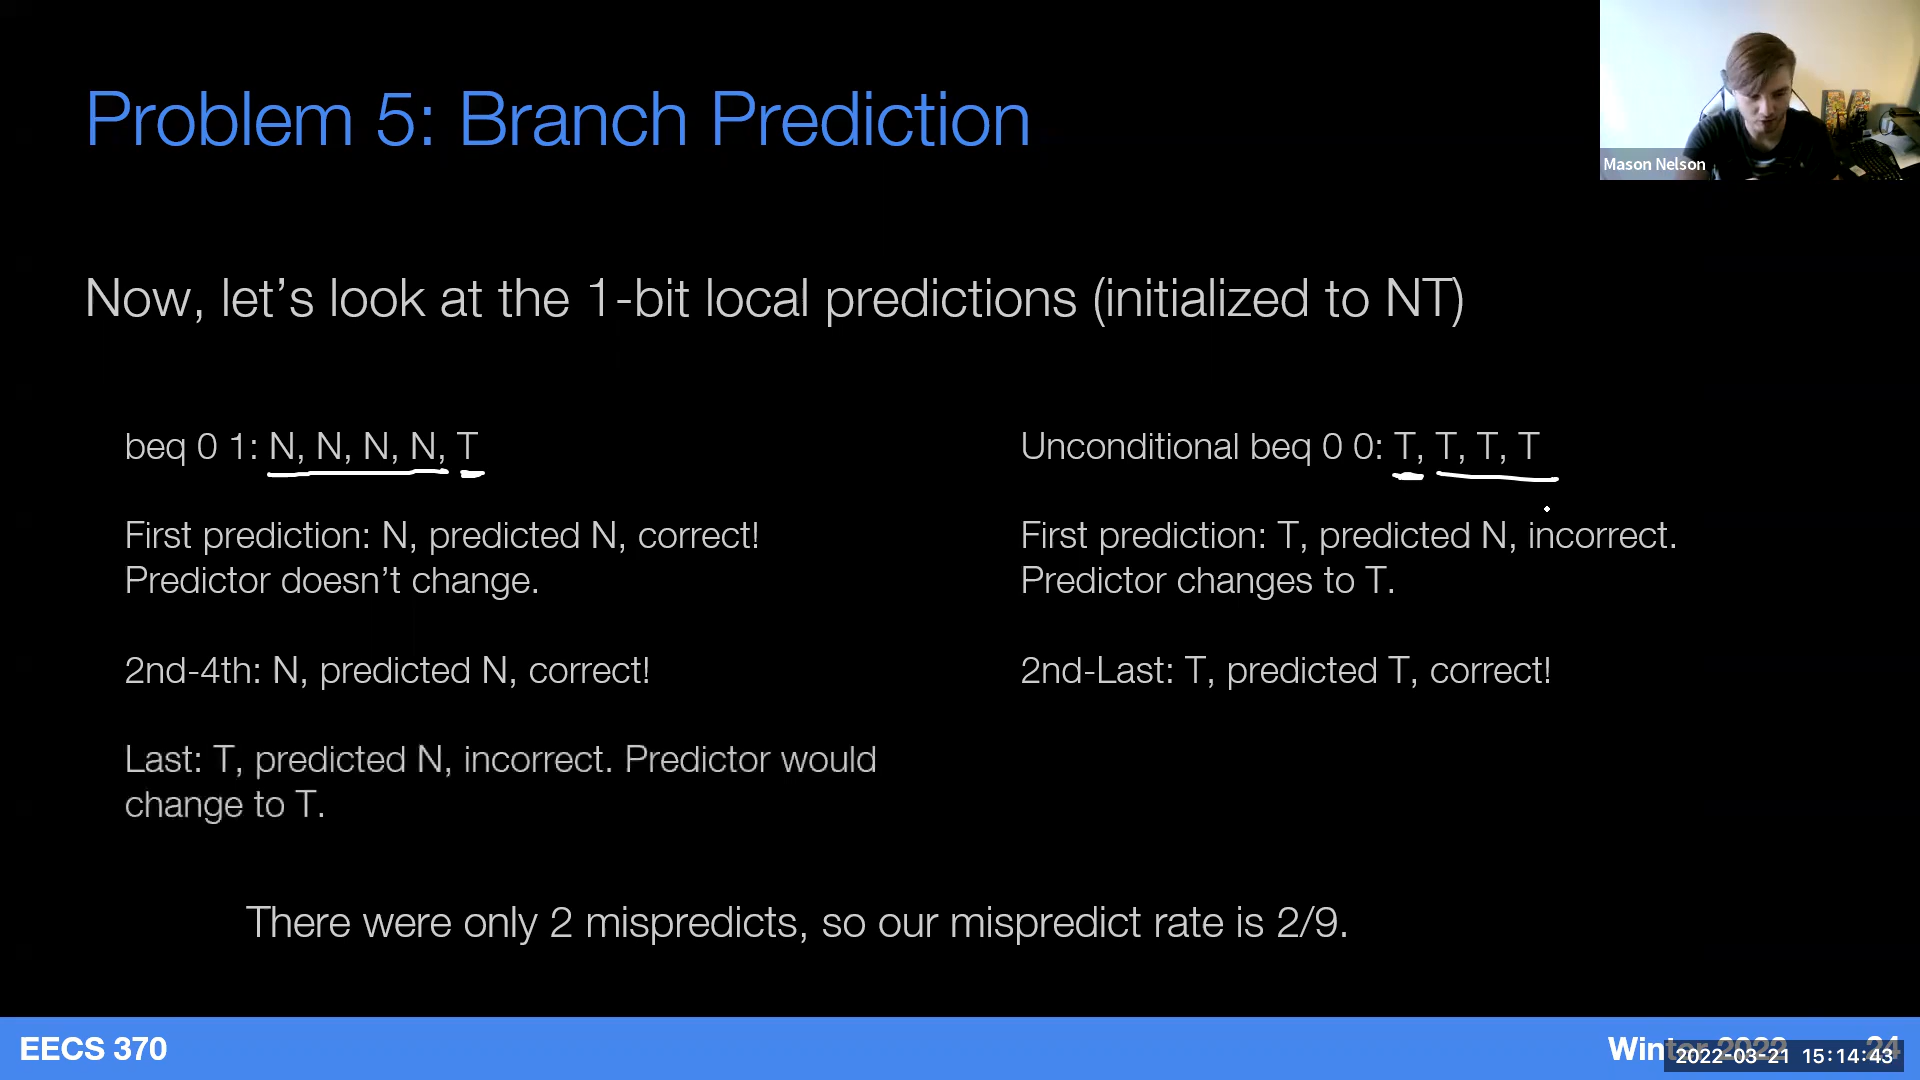 Problem 5: Branch Prediction
Mason Nelson
Now, let's look at the 1-bit local predictions (initialized to NT)
beq 0 1: N, N, N, N, T
First prediction: N, predicted N, correct!
Predictor doesn't change.
2nd-4th: N, predicted N, correct!
Last: T, predicted N, incorrect. Predictor would
change to T.
Unconditional beq 0 0: T, T, T, T
First prediction: T, predicted N, incorrect.
Predictor changes to T.
2nd-Last: T, predicted T, correct!
There were only 2 mispredicts, so our mispredict rate is 2/9.
EECS 370
Winter 2022 24
2022-03-21 15:14:43